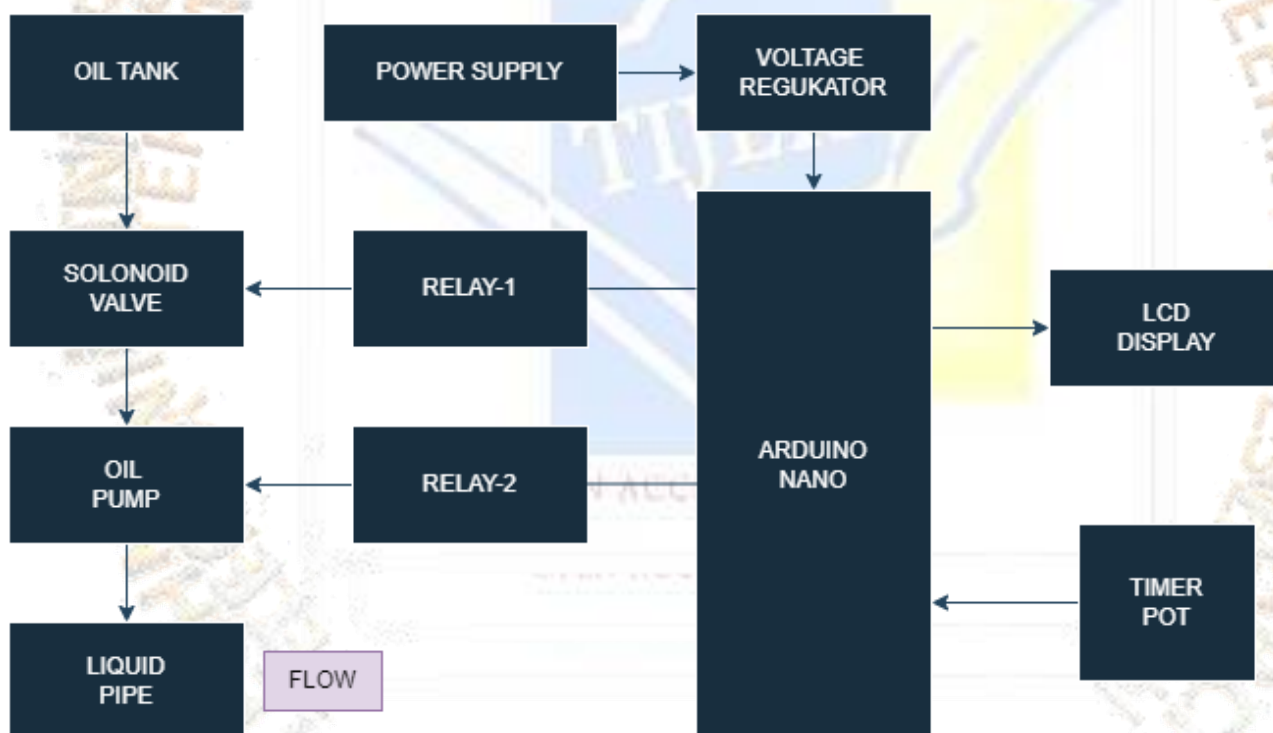 OIL TANK
POWER SUPPLY
VOLTAGE
REGUKATOR
SOLONOID
VALVE
RELAY-1
LCD
DISPLAY
OIL
PUMP
RELAY-2
ARDUINO
NANO
TIMER
POT
LIQUID
PIPE
FLOW